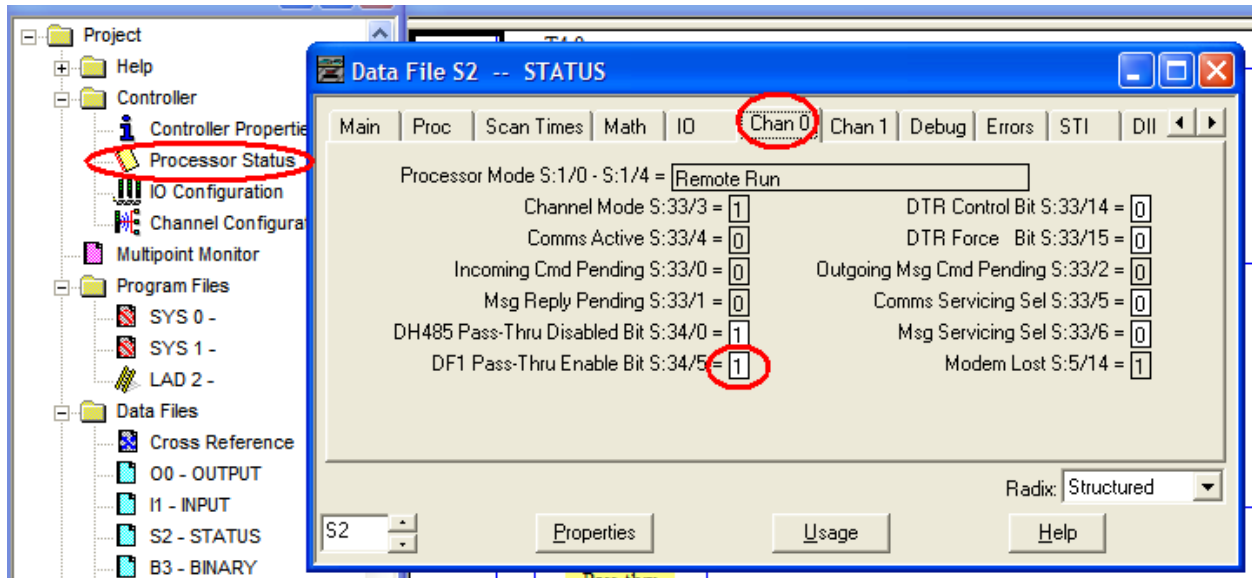 Project
Help
Controller
Controller Propertie
Processor Status
IO Configuration
Channel Configurat
Multipoint Monitor
Program Files
SYS 0 -
SYS 1 -
LAD 2 -
Data Files
Cross Reference
O0 - OUTPUT
I1 - INPUT
S2 - STATUS
B3 - BINARY
Data File S2 -- STATUS
Main Proc Scan Times Math IO Chan 0 Chan 1 Debug Errors STI DII
Processor Mode S:1/0 - S:1/4 = Remote Run
Channel Mode S:33/3 = 1 DTR Control Bit S:33/14 = 0
Comms Active S:33/4 = 0 DTR Force Bit S:33/15 = 0
Incoming Cmd Pending S:33/0 = 0 Outgoing Msg Cmd Pending S:33/2 = 0
Msg Reply Pending S:33/1 = 0 Comms Servicing Sel S:33/5 = 0
DH485 Pass-Thru Disabled Bit S:34/0 = 1 Msg Servicing Sel S:33/6 = 0
DF1 Pass-Thru Enable Bit S:34/5 = 1 Modem Lost S:5/14 = 1
Radix: Structured
S2 Properties Usage Help